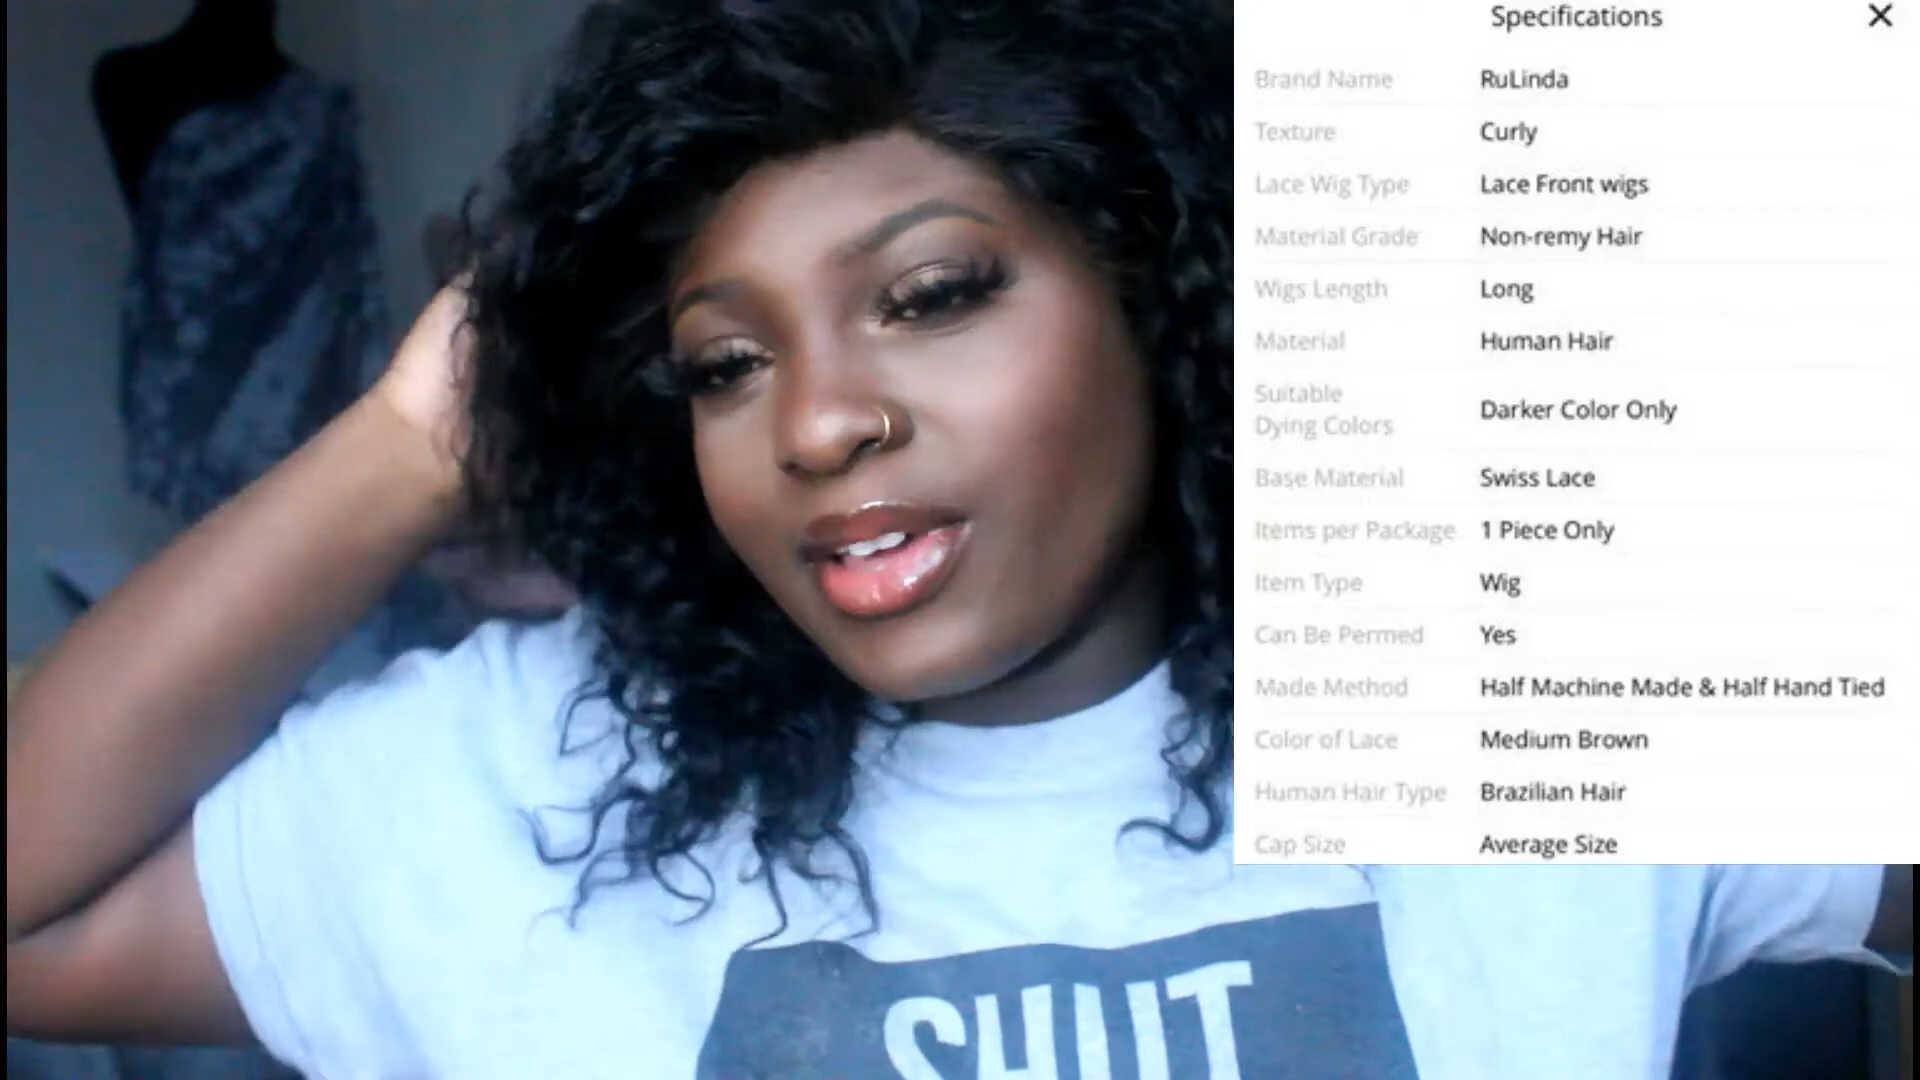 Specifications
Brand Name RuLinda
Texture Curly
Lace Wig Type Lace Front wigs
Material Grade Non-remy Hair
Wigs Length Long
Material Human Hair
Suitable
Dying Colors Darker Color Only
Base Material Swiss Lace
Items per Package 1 Piece Only
Item Type Wig
Can Be Permed Yes
Made Method Half Machine Made & Half Hand Tied
Color of Lace Medium Brown
Human Hair Type Brazilian Hair
Cap Size Average Size
SHUT